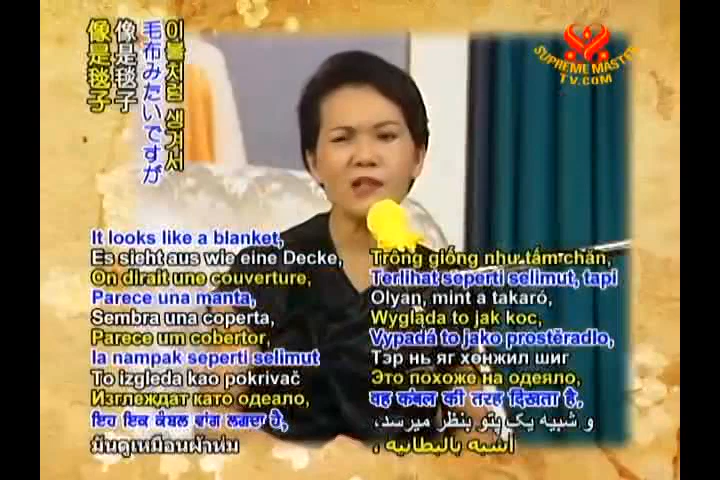 SUPREME MASTER
TV.COM
이불처럼 생겨서
毛布みたいですが
像是毯子
像是毯子
It looks like a blanket,
Es sieht aus wie eine Decke,
On dirait une couverture,
Parece una manta,
Sembra una coperta,
Parece um cobertor,
Ia nampak seperti selimut
To izgleda kao pokrivač
Изглеждат като одеало,
ਇਹ ਇਕ ਕੰਬਲ ਵਾਂਗ ਲਗਦਾ ਹੈ,
มันดูเหมือนผ้าห่ม
Trông giống như tấm chăn,
Terlihat seperti selimut, tapi
Olyan, mint a takaró,
Wygląda to jak koc,
Vypadá to jako prostěradlo,
Тэр нь яг хөнжил шиг
Это похоже на одеяло,
वह कंबल की तरह दिखता है,
و شبیه یک پتو بنظر میرسد,
أشبه بالبطانيه ،